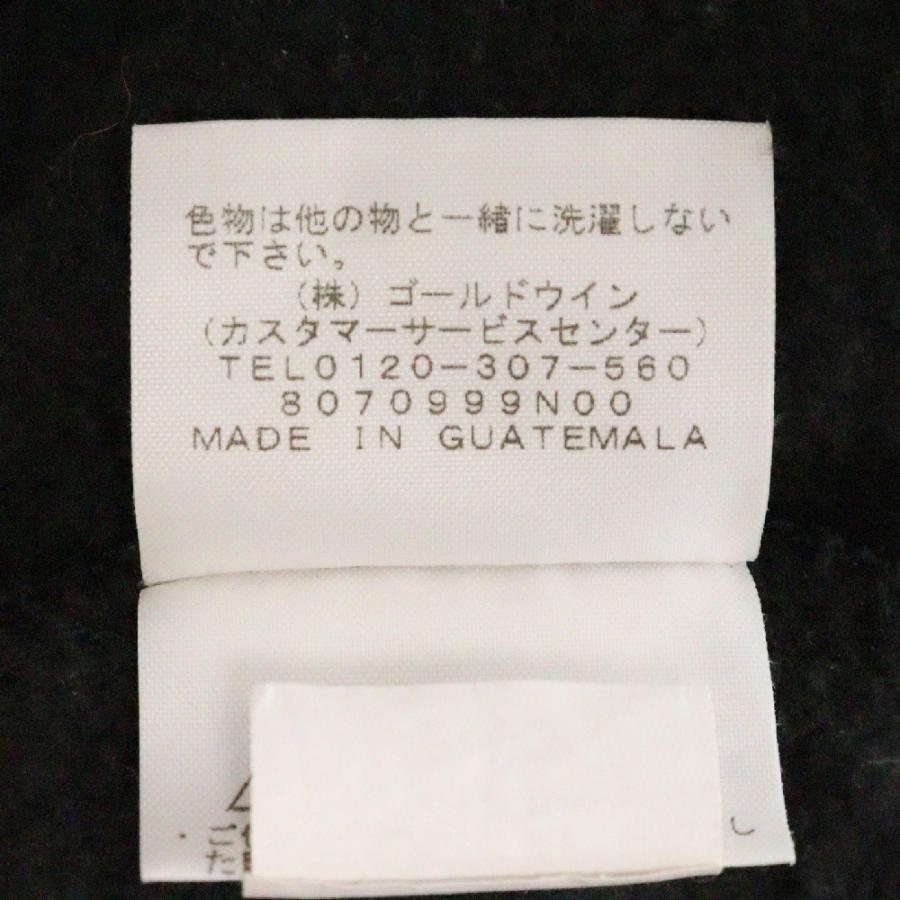 色物は他の物と一緒に洗濯しない
で下さい。
(株)ゴールドウイン
(カスタマーサービスセンター)
TEL0120-307-560
8070999N00
MADE IN GUATEMALA